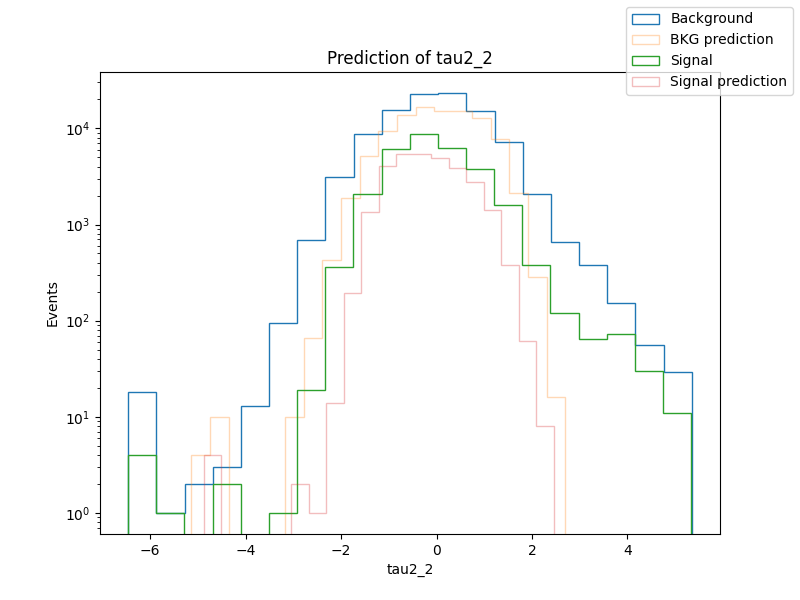 Prediction of tau2_2
Background
BKG prediction
Signal
Signal prediction
Events
10⁴
10³
10²
10¹
10⁰
−6
−4
−2
0
2
4
tau2_2